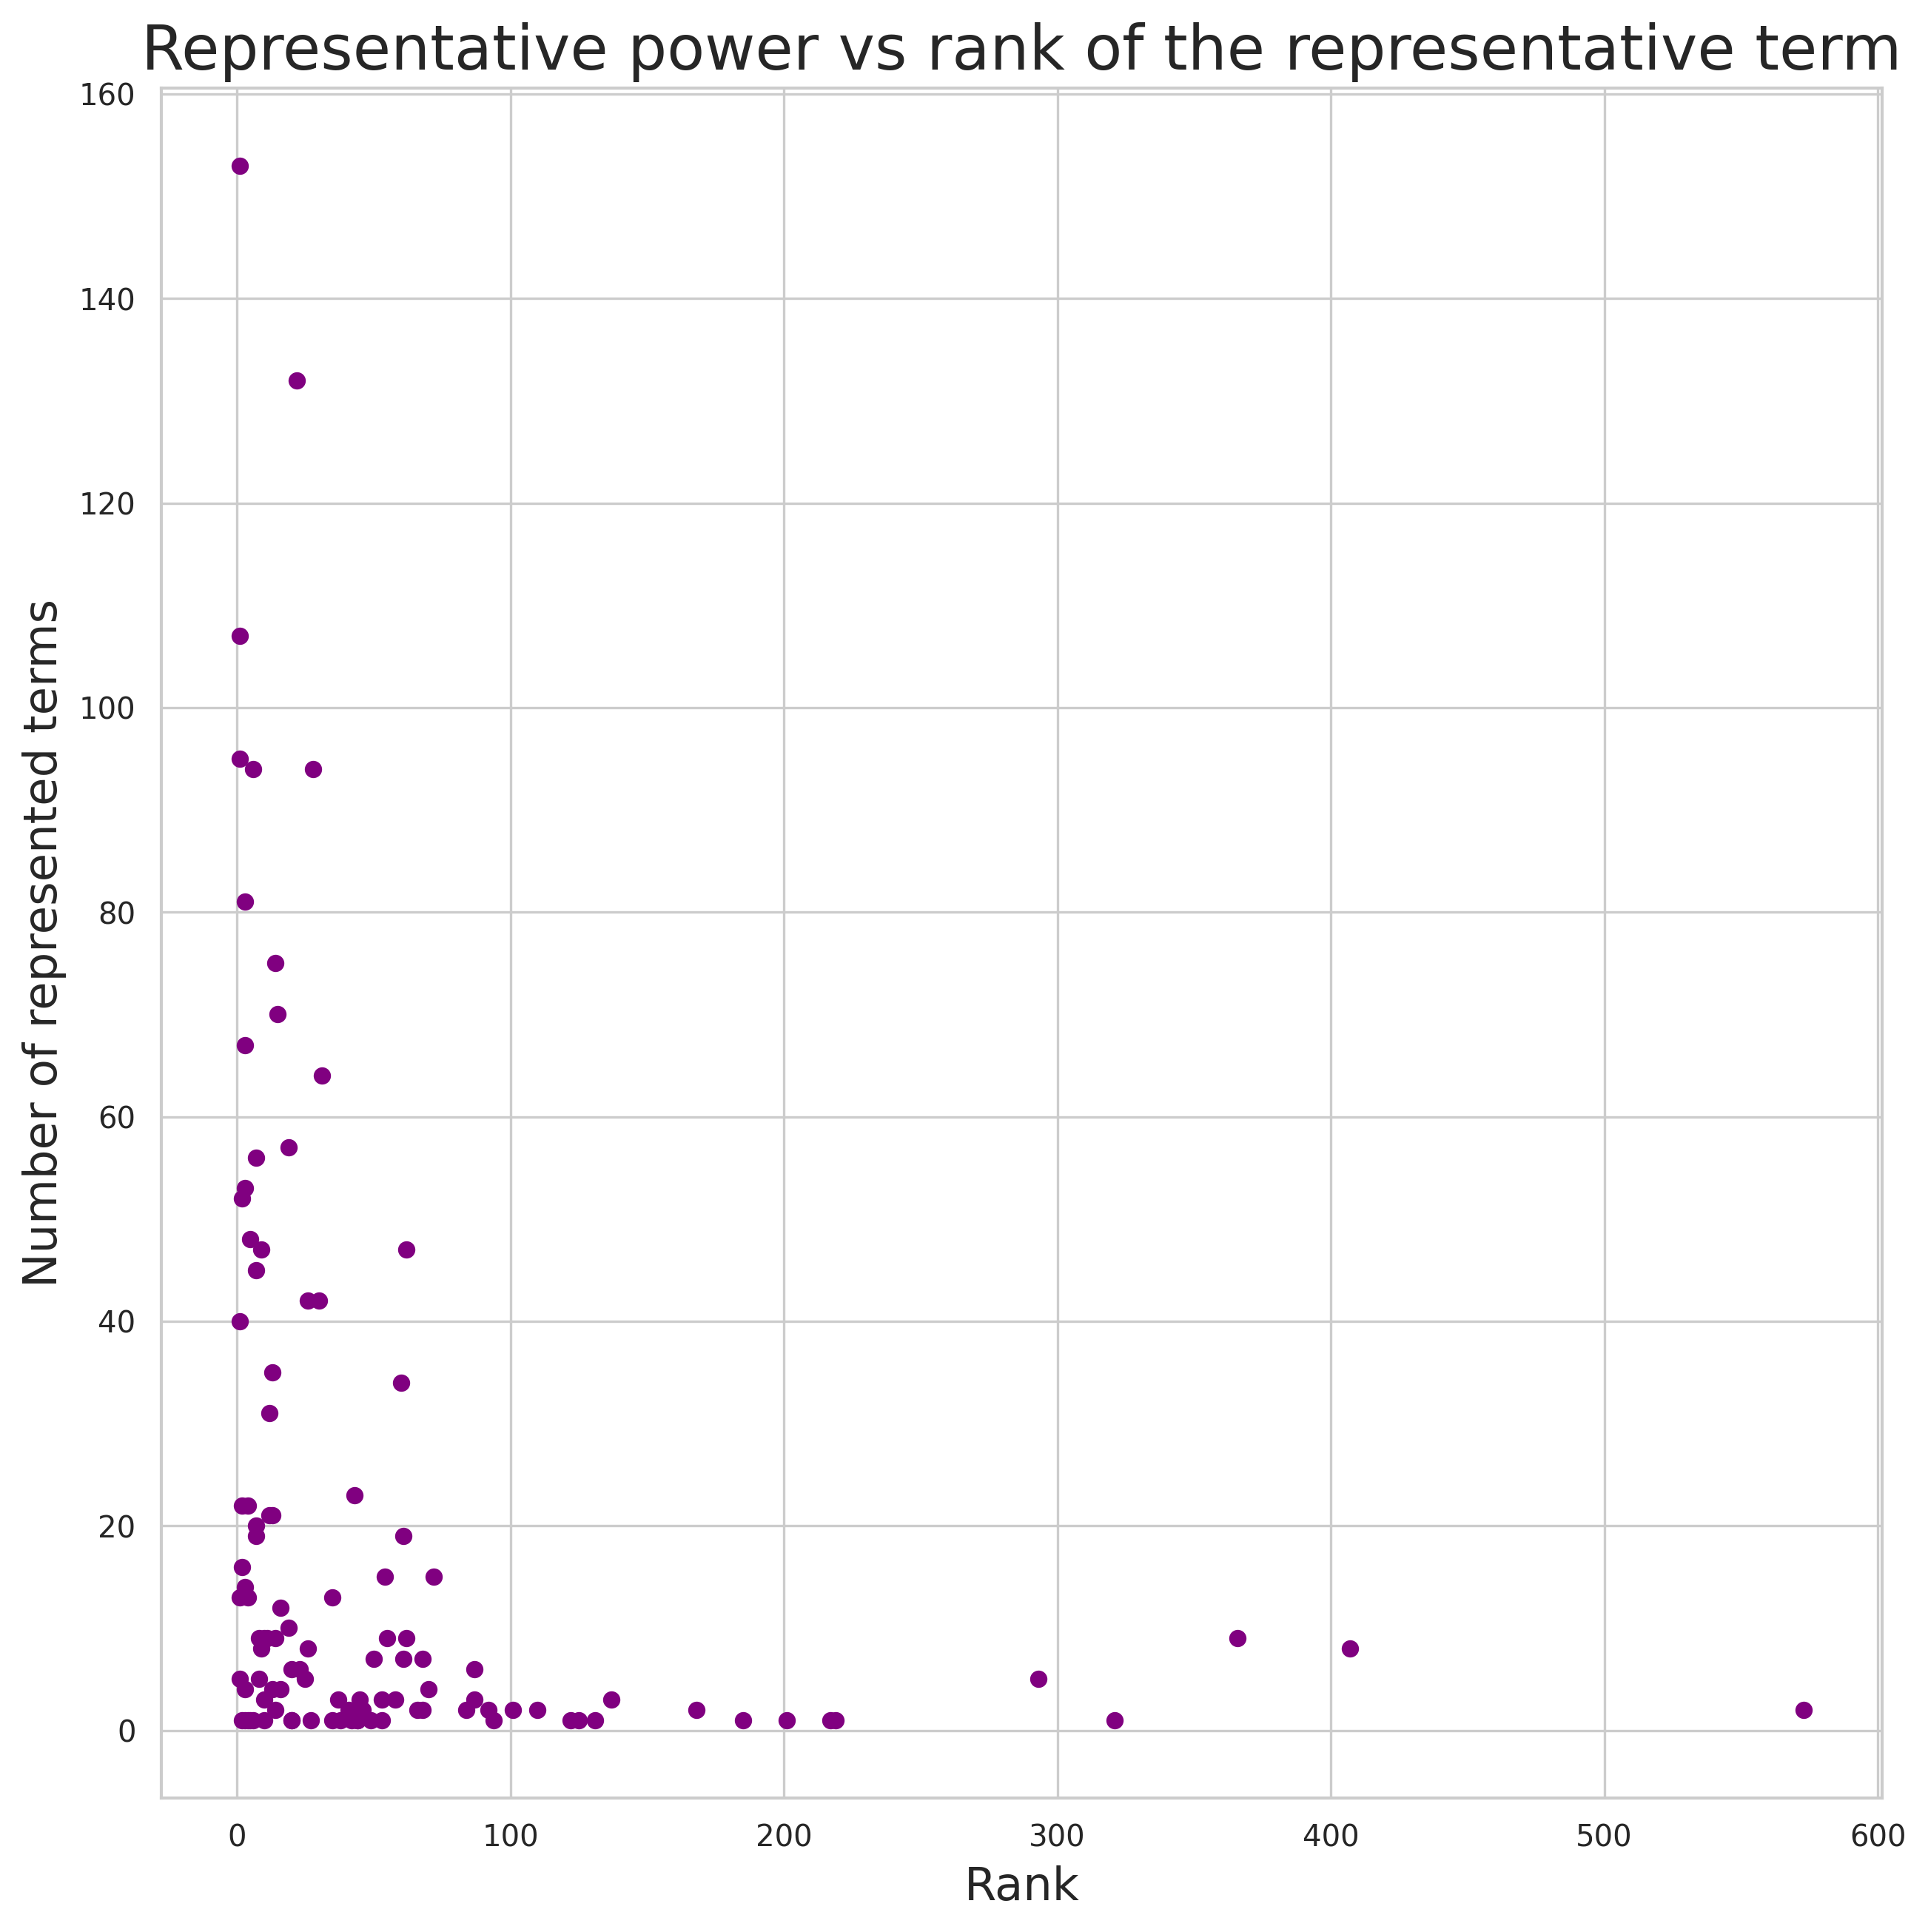 Representative power vs rank of the representative term
160
140
120
100
80
60
40
20
0
Number of represented terms
0 100 200 300 400 500 600
Rank